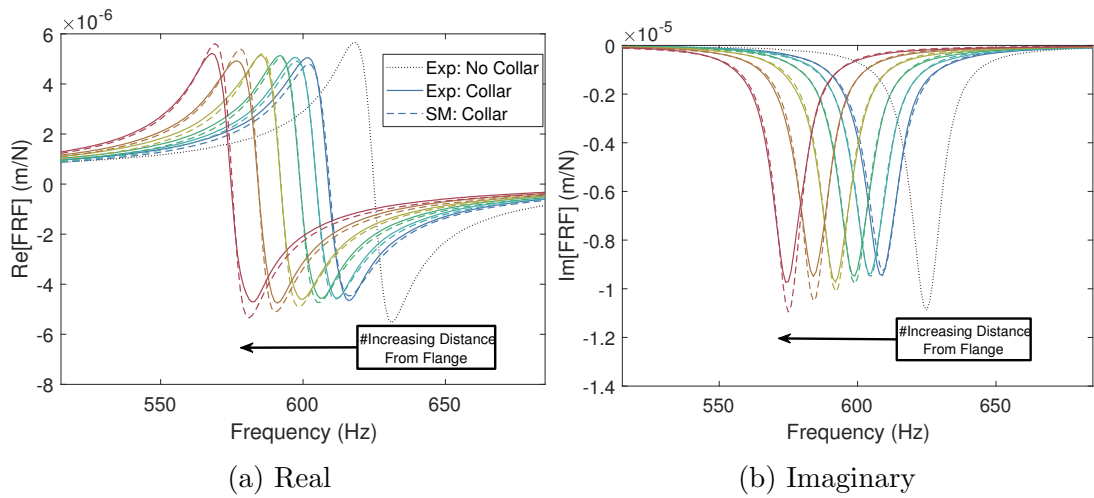 ×10⁻⁶
6
4
2
0
-2
-4
-6
-8
Re[FRF] (m/N)
Exp: No Collar
Exp: Collar
SM: Collar
#Increasing Distance
From Flange
550
600
650
Frequency (Hz)
(a) Real
×10⁻⁵
0
-0.2
-0.4
-0.6
-0.8
-1
-1.2
-1.4
Im[FRF] (m/N)
#Increasing Distance
From Flange
550
600
650
Frequency (Hz)
(b) Imaginary